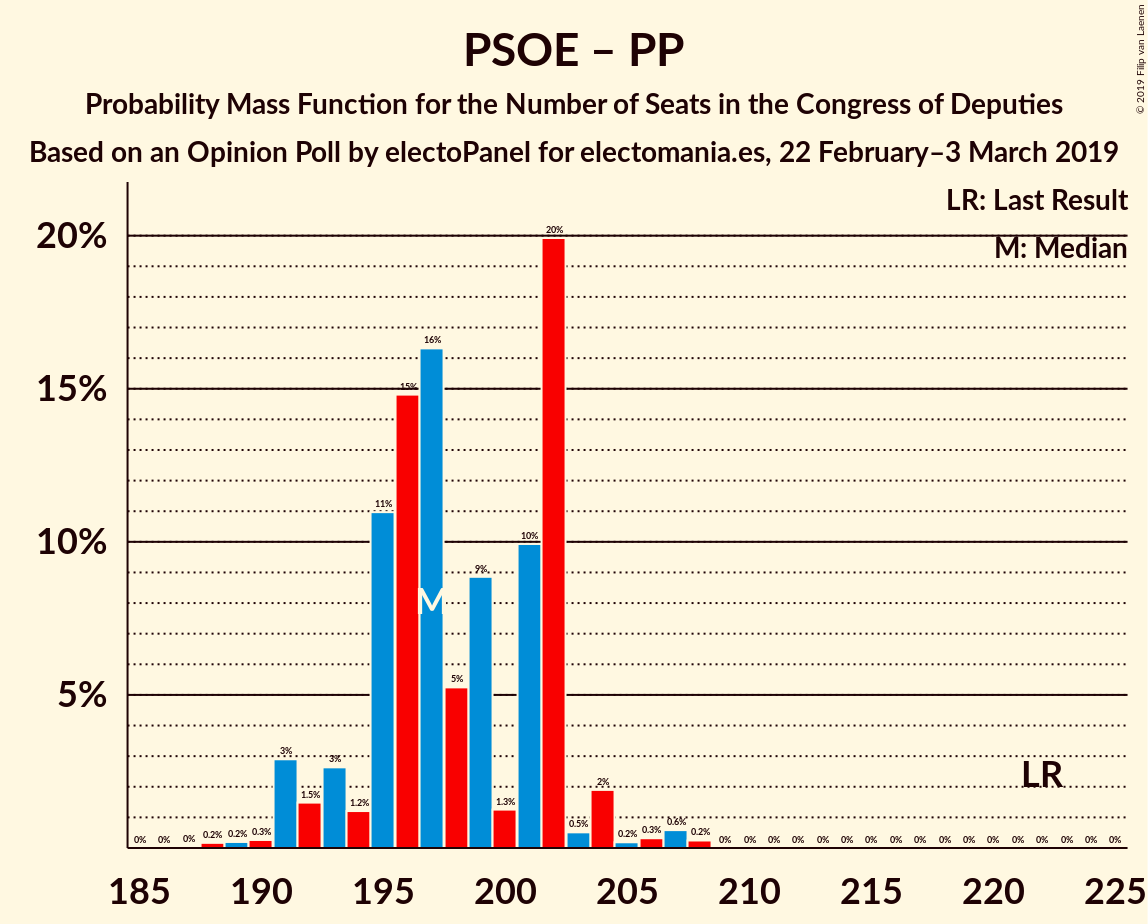 PSOE – PP
Probability Mass Function for the Number of Seats in the Congress of Deputies
Based on an Opinion Poll by electoPanel for electomania.es, 22 February–3 March 2019
© 2019 Filip van Laenen
LR: Last Result
M: Median
20%
15%
10%
5%
0% 0% 0% 0.2% 0.2% 0.3% 3% 1.5% 3% 1.2% 11% 15% 16% 5% 9% 1.3% 10% 20% 0.5% 2% 0.2% 0.3% 0.6% 0.2% 0% 0% 0% 0% 0% 0% 0% 0% 0% 0% 0% 0% 0% 0% 0% 0% 0%
M
LR
185 190 195 200 205 210 215 220 225